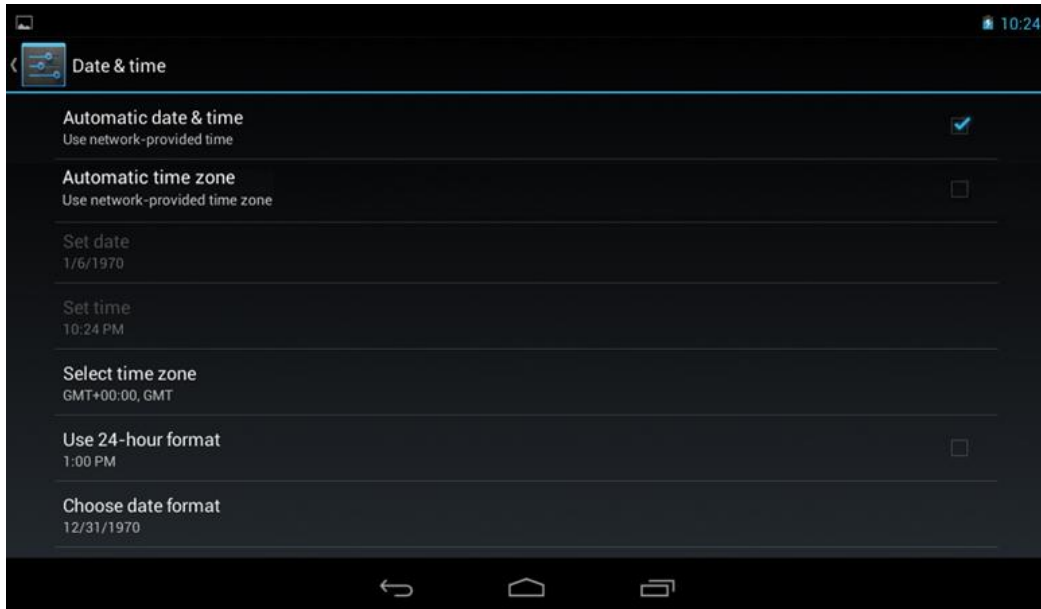 10:24
Date & time
Automatic date & time
Use network-provided time
Automatic time zone
Use network-provided time zone
Set date
1/6/1970
Set time
10:24 PM
Select time zone
GMT+00:00, GMT
Use 24-hour format
1:00 PM
Choose date format
12/31/1970